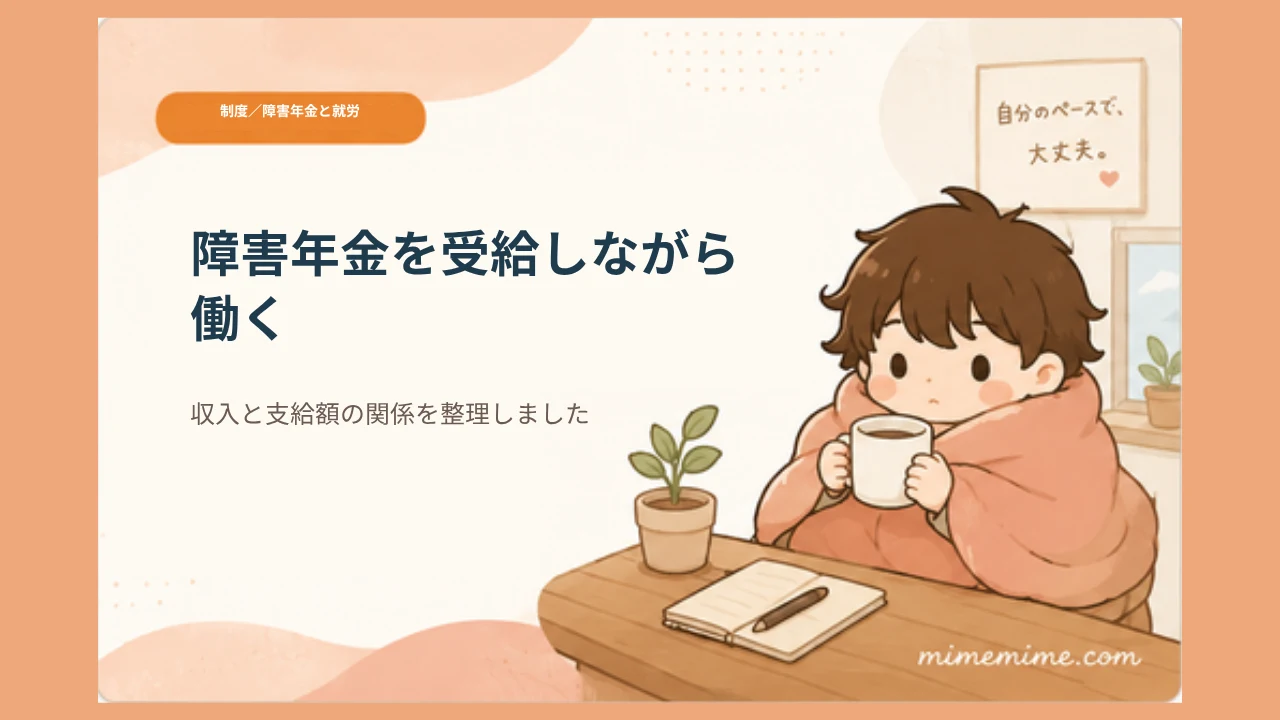 制度／障害年金と就労
自分のペースで、
大丈夫。
障害年金を受給しながら
働く
収入と支給額の関係を整理しました
mimemime.com